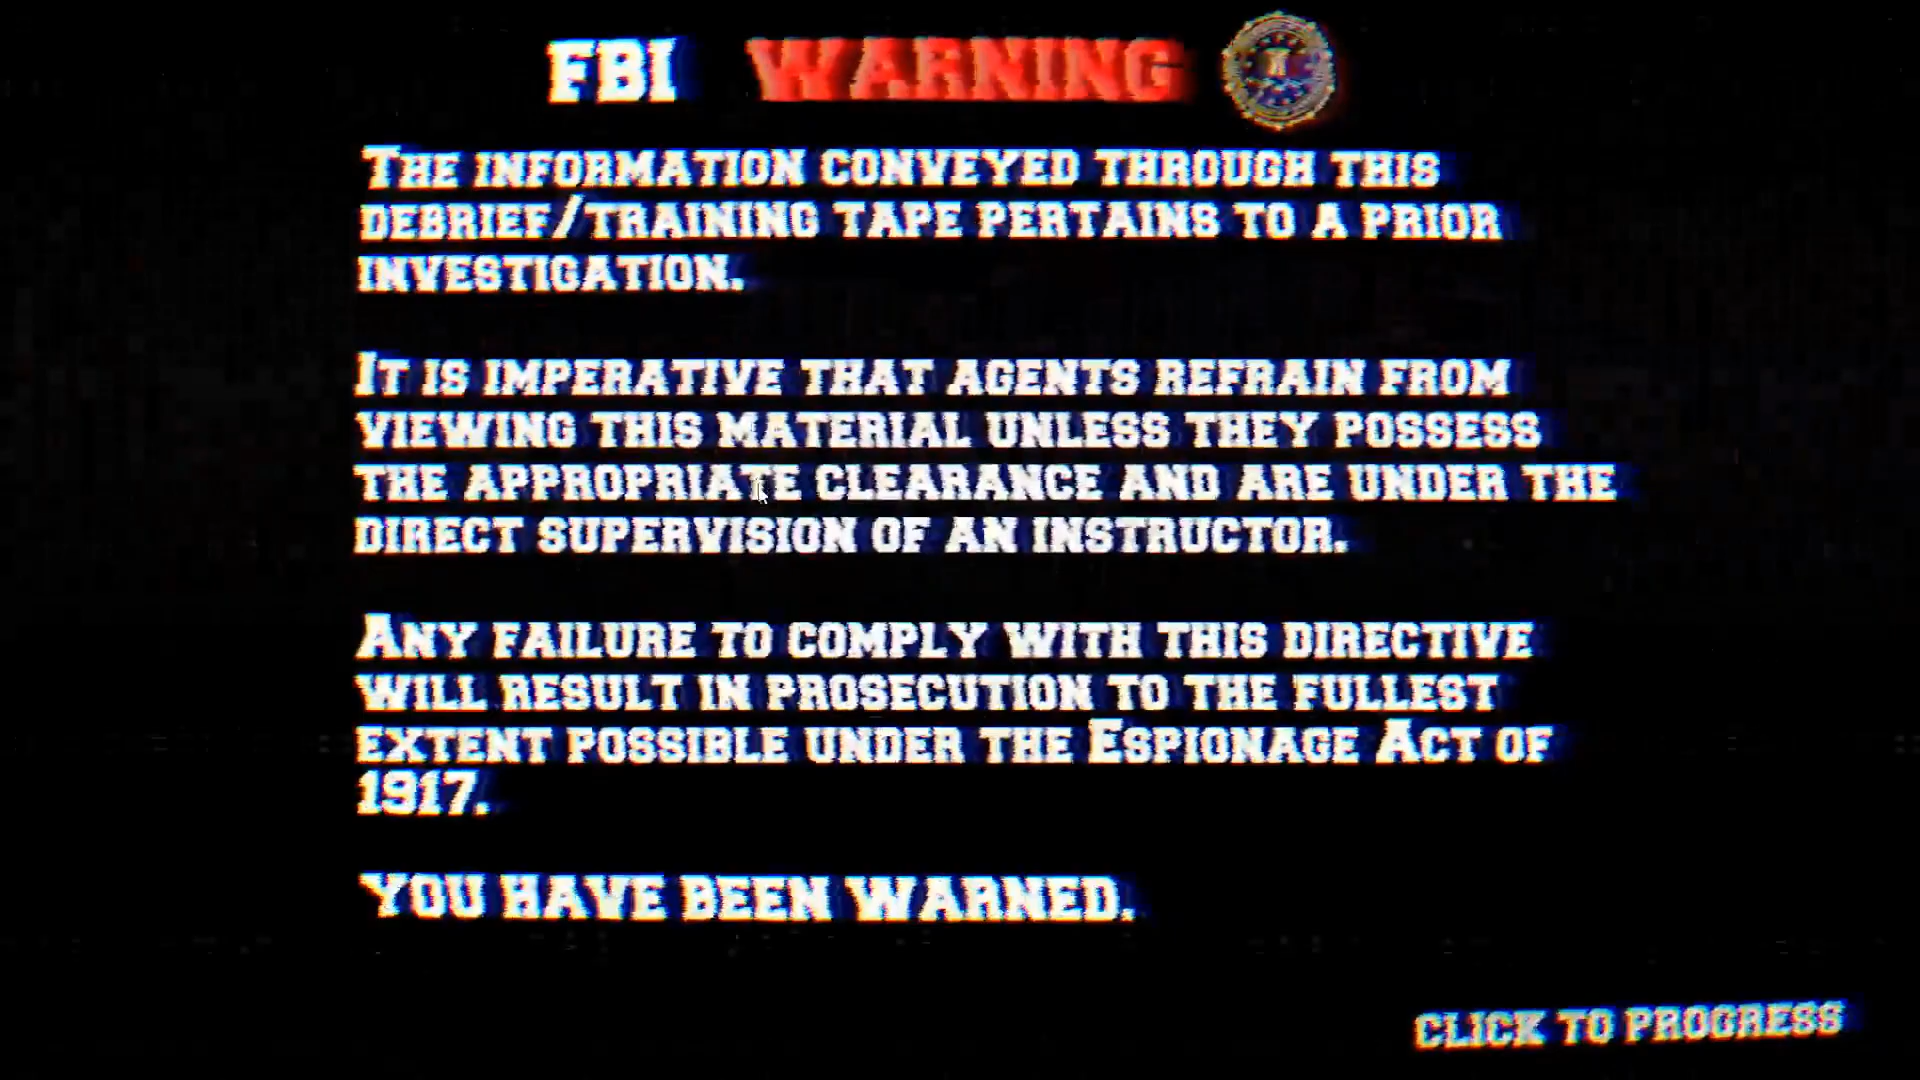 FBI WARNING
THE INFORMATION CONVEYED THROUGH THIS
DEBRIEF/TRAINING TAPE PERTAINS TO A PRIOR
INVESTIGATION.
IT IS IMPERATIVE THAT AGENTS REFRAIN FROM
VIEWING THIS MATERIAL UNLESS THEY POSSESS
THE APPROPRIATE CLEARANCE AND ARE UNDER THE
DIRECT SUPERVISION OF AN INSTRUCTOR.
ANY FAILURE TO COMPLY WITH THIS DIRECTIVE
WILL RESULT IN PROSECUTION TO THE FULLEST
EXTENT POSSIBLE UNDER THE ESPIONAGE ACT OF
1917.
YOU HAVE BEEN WARNED.
CLICK TO PROGRESS